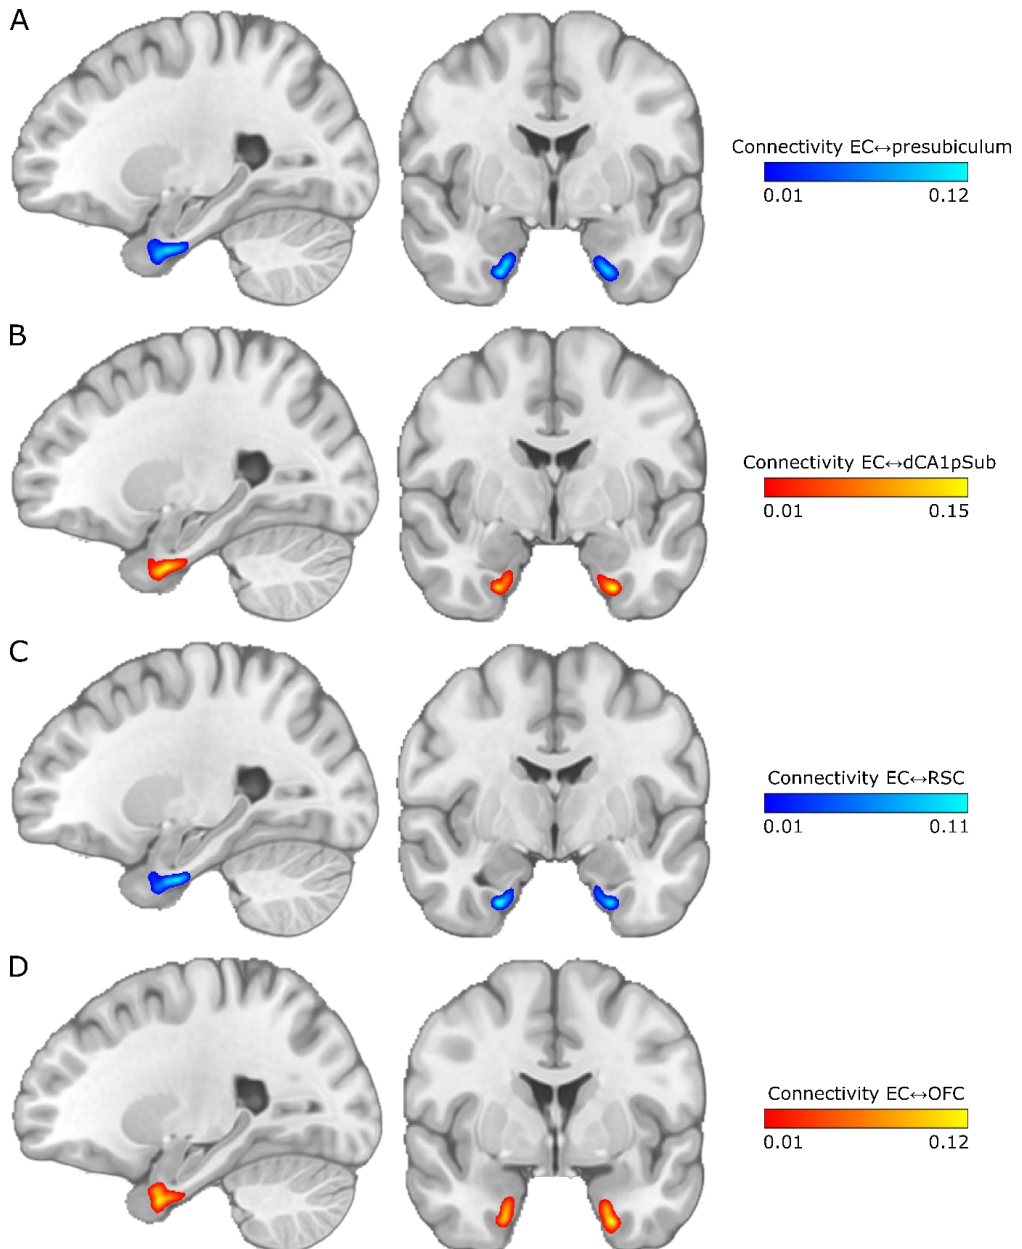 A
Connectivity EC↔presubiculum
0.01 0.12
B
Connectivity EC↔dCA1pSub
0.01 0.15
C
Connectivity EC↔RSC
0.01 0.11
D
Connectivity EC↔OFC
0.01 0.12